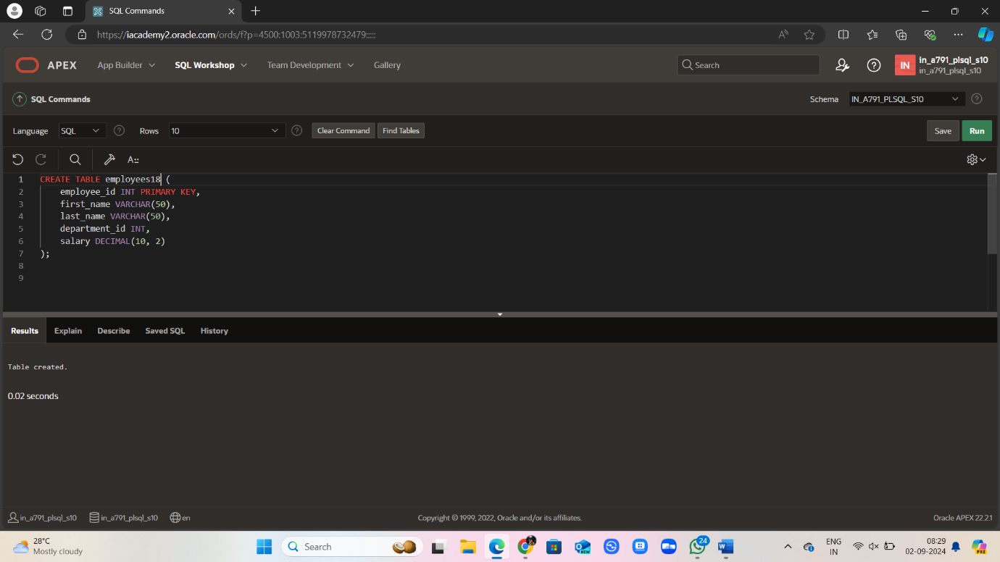 SQL Commands
https://iacademy2.oracle.com/ords/f?p=4500:1003:5119978732479:::::
APEX App Builder SQL Workshop Team Development Gallery Search IN in_a791_plsql_s10
in_a791_plsql_s10
SQL Commands Schema IN_A791_PLSQL_S10
Language SQL Rows 10 Clear Command Find Tables Save Run
A::
1 CREATE TABLE employees18 (
2 employee_id INT PRIMARY KEY,
3 first_name VARCHAR(50),
4 last_name VARCHAR(50),
5 department_id INT,
6 salary DECIMAL(10, 2)
7 );
8
9
Results Explain Describe Saved SQL History
Table created.
0.02 seconds
in_a791_plsql_s10 in_a791_plsql_s10 en Copyright © 1999, 2022, Oracle and/or its affiliates. Oracle APEX 22.2.1
28°C
Mostly cloudy
Search
NEW
24
W
ENG
IN
08:29
02-09-2024
PRE